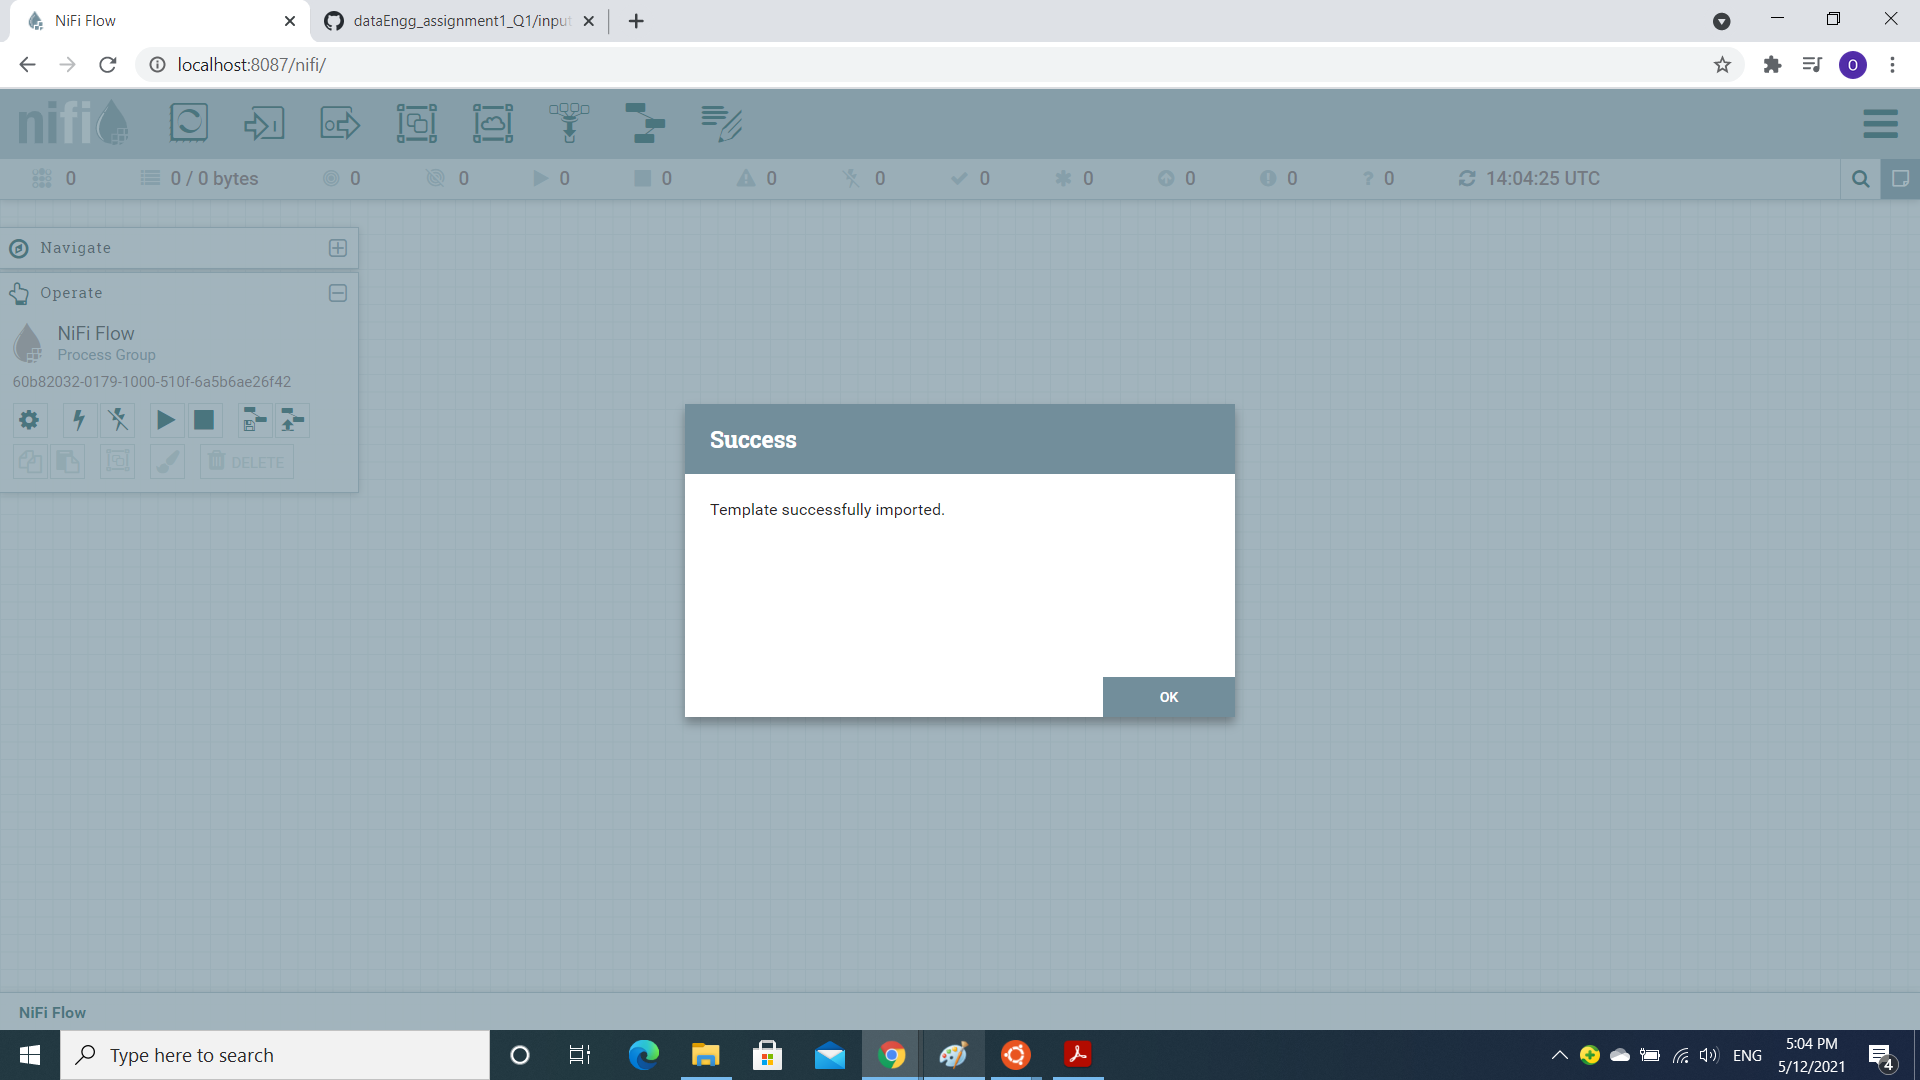 NiFi Flow
dataEngg_assignment1_Q1/input
localhost:8087/nifi/
O
nifi
0
0 / 0 bytes
0
0
0
0
0
0
0
0
0
0
? 0
14:04:25 UTC
Navigate
Operate
NiFi Flow
Process Group
60b82032-0179-1000-510f-6a5b6ae26f42
DELETE
Success
Template successfully imported.
OK
NiFi Flow
Type here to search
ENG
5:04 PM
5/12/2021
4